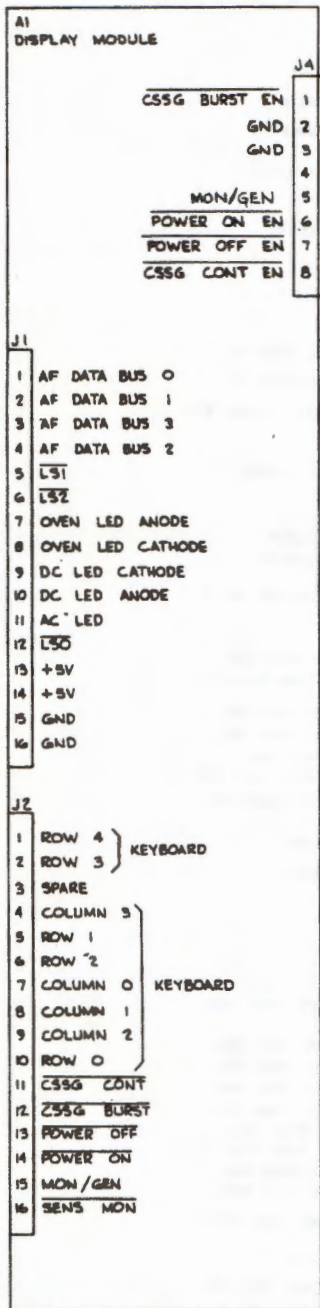 A1
DISPLAY MODULE
J4
CSSG BURST EN 1
GND 2
GND 3
4
MON/GEN 5
POWER ON EN 6
POWER OFF EN 7
CSSG CONT EN 8
J1
1 AF DATA BUS 0
2 AF DATA BUS 1
3 AF DATA BUS 3
4 AF DATA BUS 2
5 LS1
6 LS2
7 OVEN LED ANODE
8 OVEN LED CATHODE
9 DC LED CATHODE
10 DC LED ANODE
11 AC LED
12 LSO
13 +5V
14 +5V
15 GND
16 GND
J2
1 ROW 4
KEYBOARD
2 ROW 3
3 SPARE
4 COLUMN 3
5 ROW 1
6 ROW 2
7 COLUMN 0 KEYBOARD
8 COLUMN 1
9 COLUMN 2
10 ROW 0
11 CSSG CONT
12 CSSG BURST
13 POWER OFF
14 POWER ON
15 MON/GEN
16 SENS MON